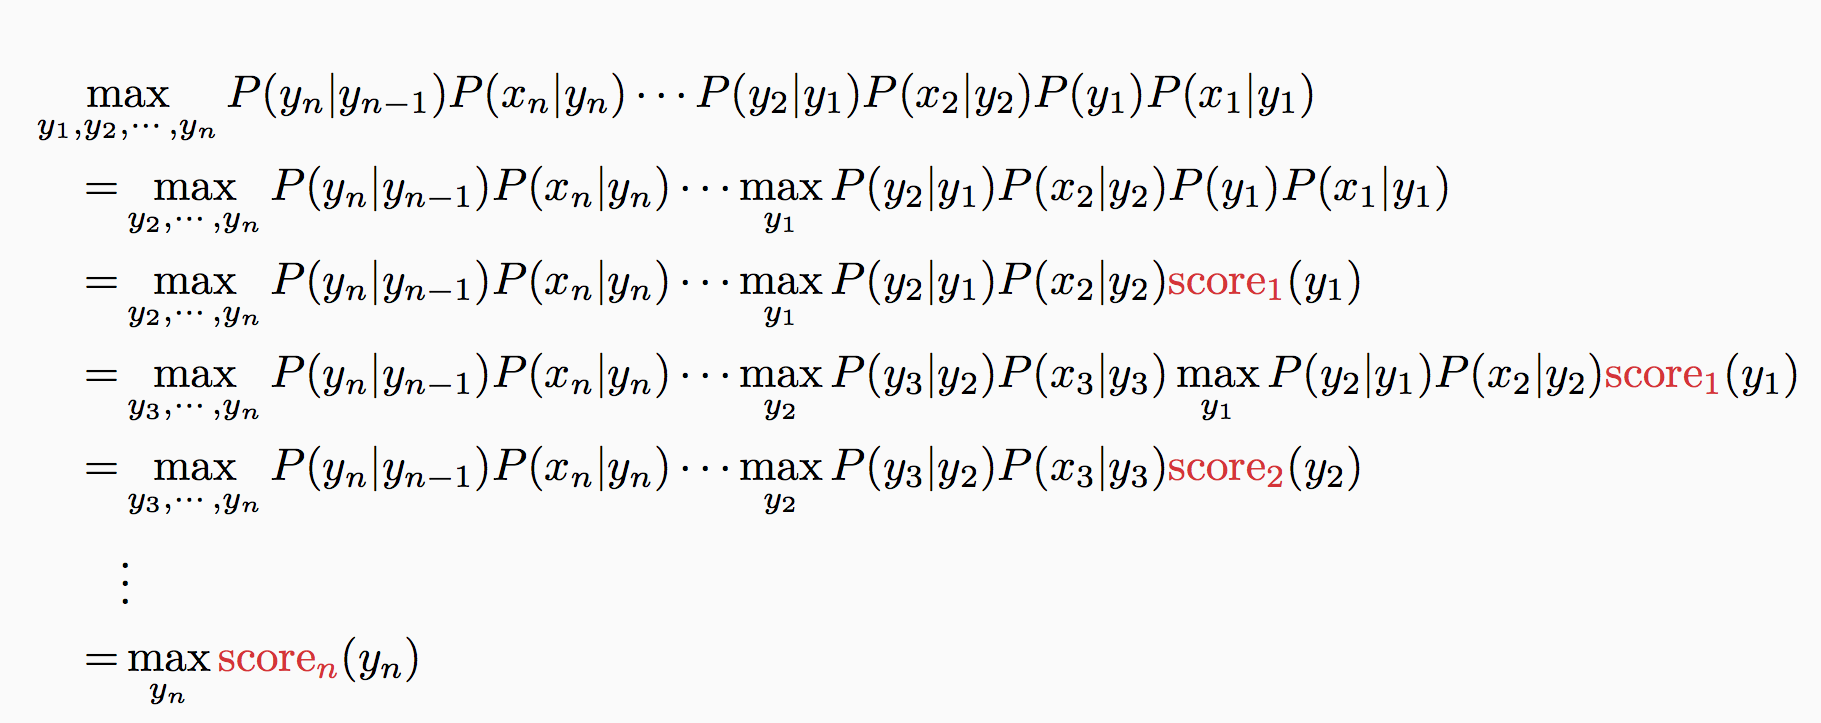 max_{y_1,y_2,⋯,y_n} P(y_n|y_{n−1})P(x_n|y_n)⋯P(y_2|y_1)P(x_2|y_2)P(y_1)P(x_1|y_1)
= max_{y_2,⋯,y_n} P(y_n|y_{n−1})P(x_n|y_n)⋯max_{y_1} P(y_2|y_1)P(x_2|y_2)P(y_1)P(x_1|y_1)
= max_{y_2,⋯,y_n} P(y_n|y_{n−1})P(x_n|y_n)⋯max_{y_1} P(y_2|y_1)P(x_2|y_2)score_1(y_1)
= max_{y_3,⋯,y_n} P(y_n|y_{n−1})P(x_n|y_n)⋯max_{y_2} P(y_3|y_2)P(x_3|y_3) max_{y_1} P(y_2|y_1)P(x_2|y_2)score_1(y_1)
= max_{y_3,⋯,y_n} P(y_n|y_{n−1})P(x_n|y_n)⋯max_{y_2} P(y_3|y_2)P(x_3|y_3)score_2(y_2)
⋮
= max_{y_n} score_n(y_n)